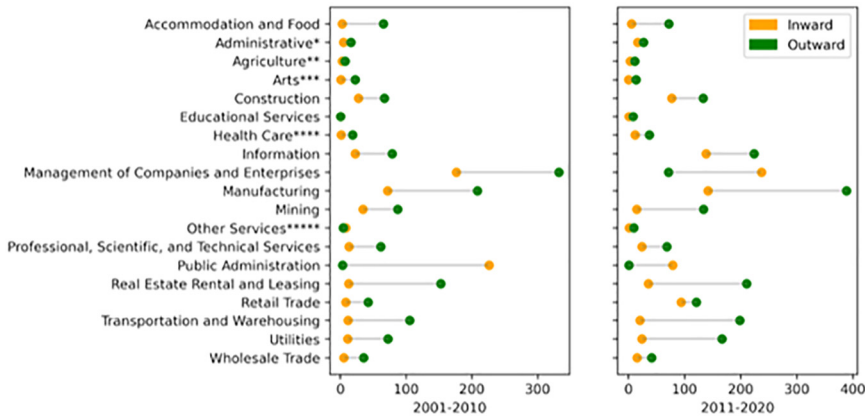 Accommodation and Food
Administrative*
Agriculture**
Arts***
Construction
Educational Services
Health Care****
Information
Management of Companies and Enterprises
Manufacturing
Mining
Other Services*****
Professional, Scientific, and Technical Services
Public Administration
Real Estate Rental and Leasing
Retail Trade
Transportation and Warehousing
Utilities
Wholesale Trade
0 100 200 300
2001-2010
Inward
Outward
0 100 200 300 400
2011-2020